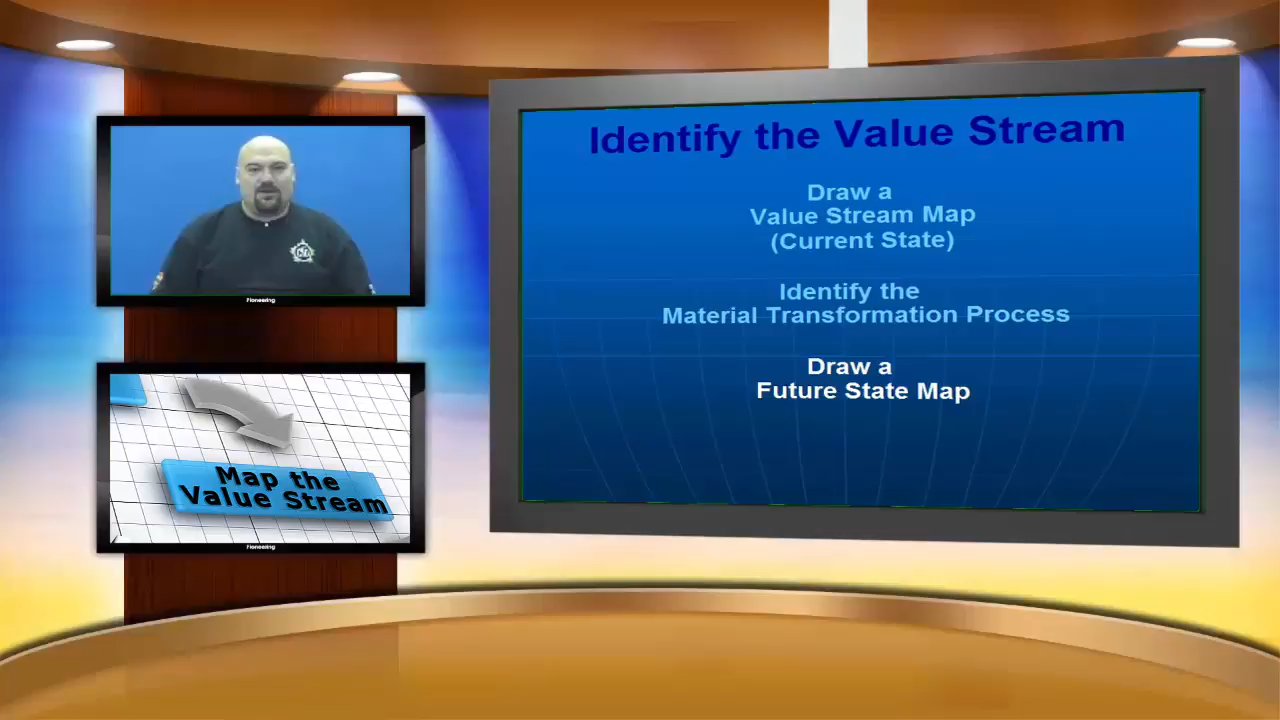 Identify the Value Stream
Draw a
Value Stream Map
(Current State)
Identify the
Material Transformation Process
Draw a
Future State Map
Map the
Value Stream